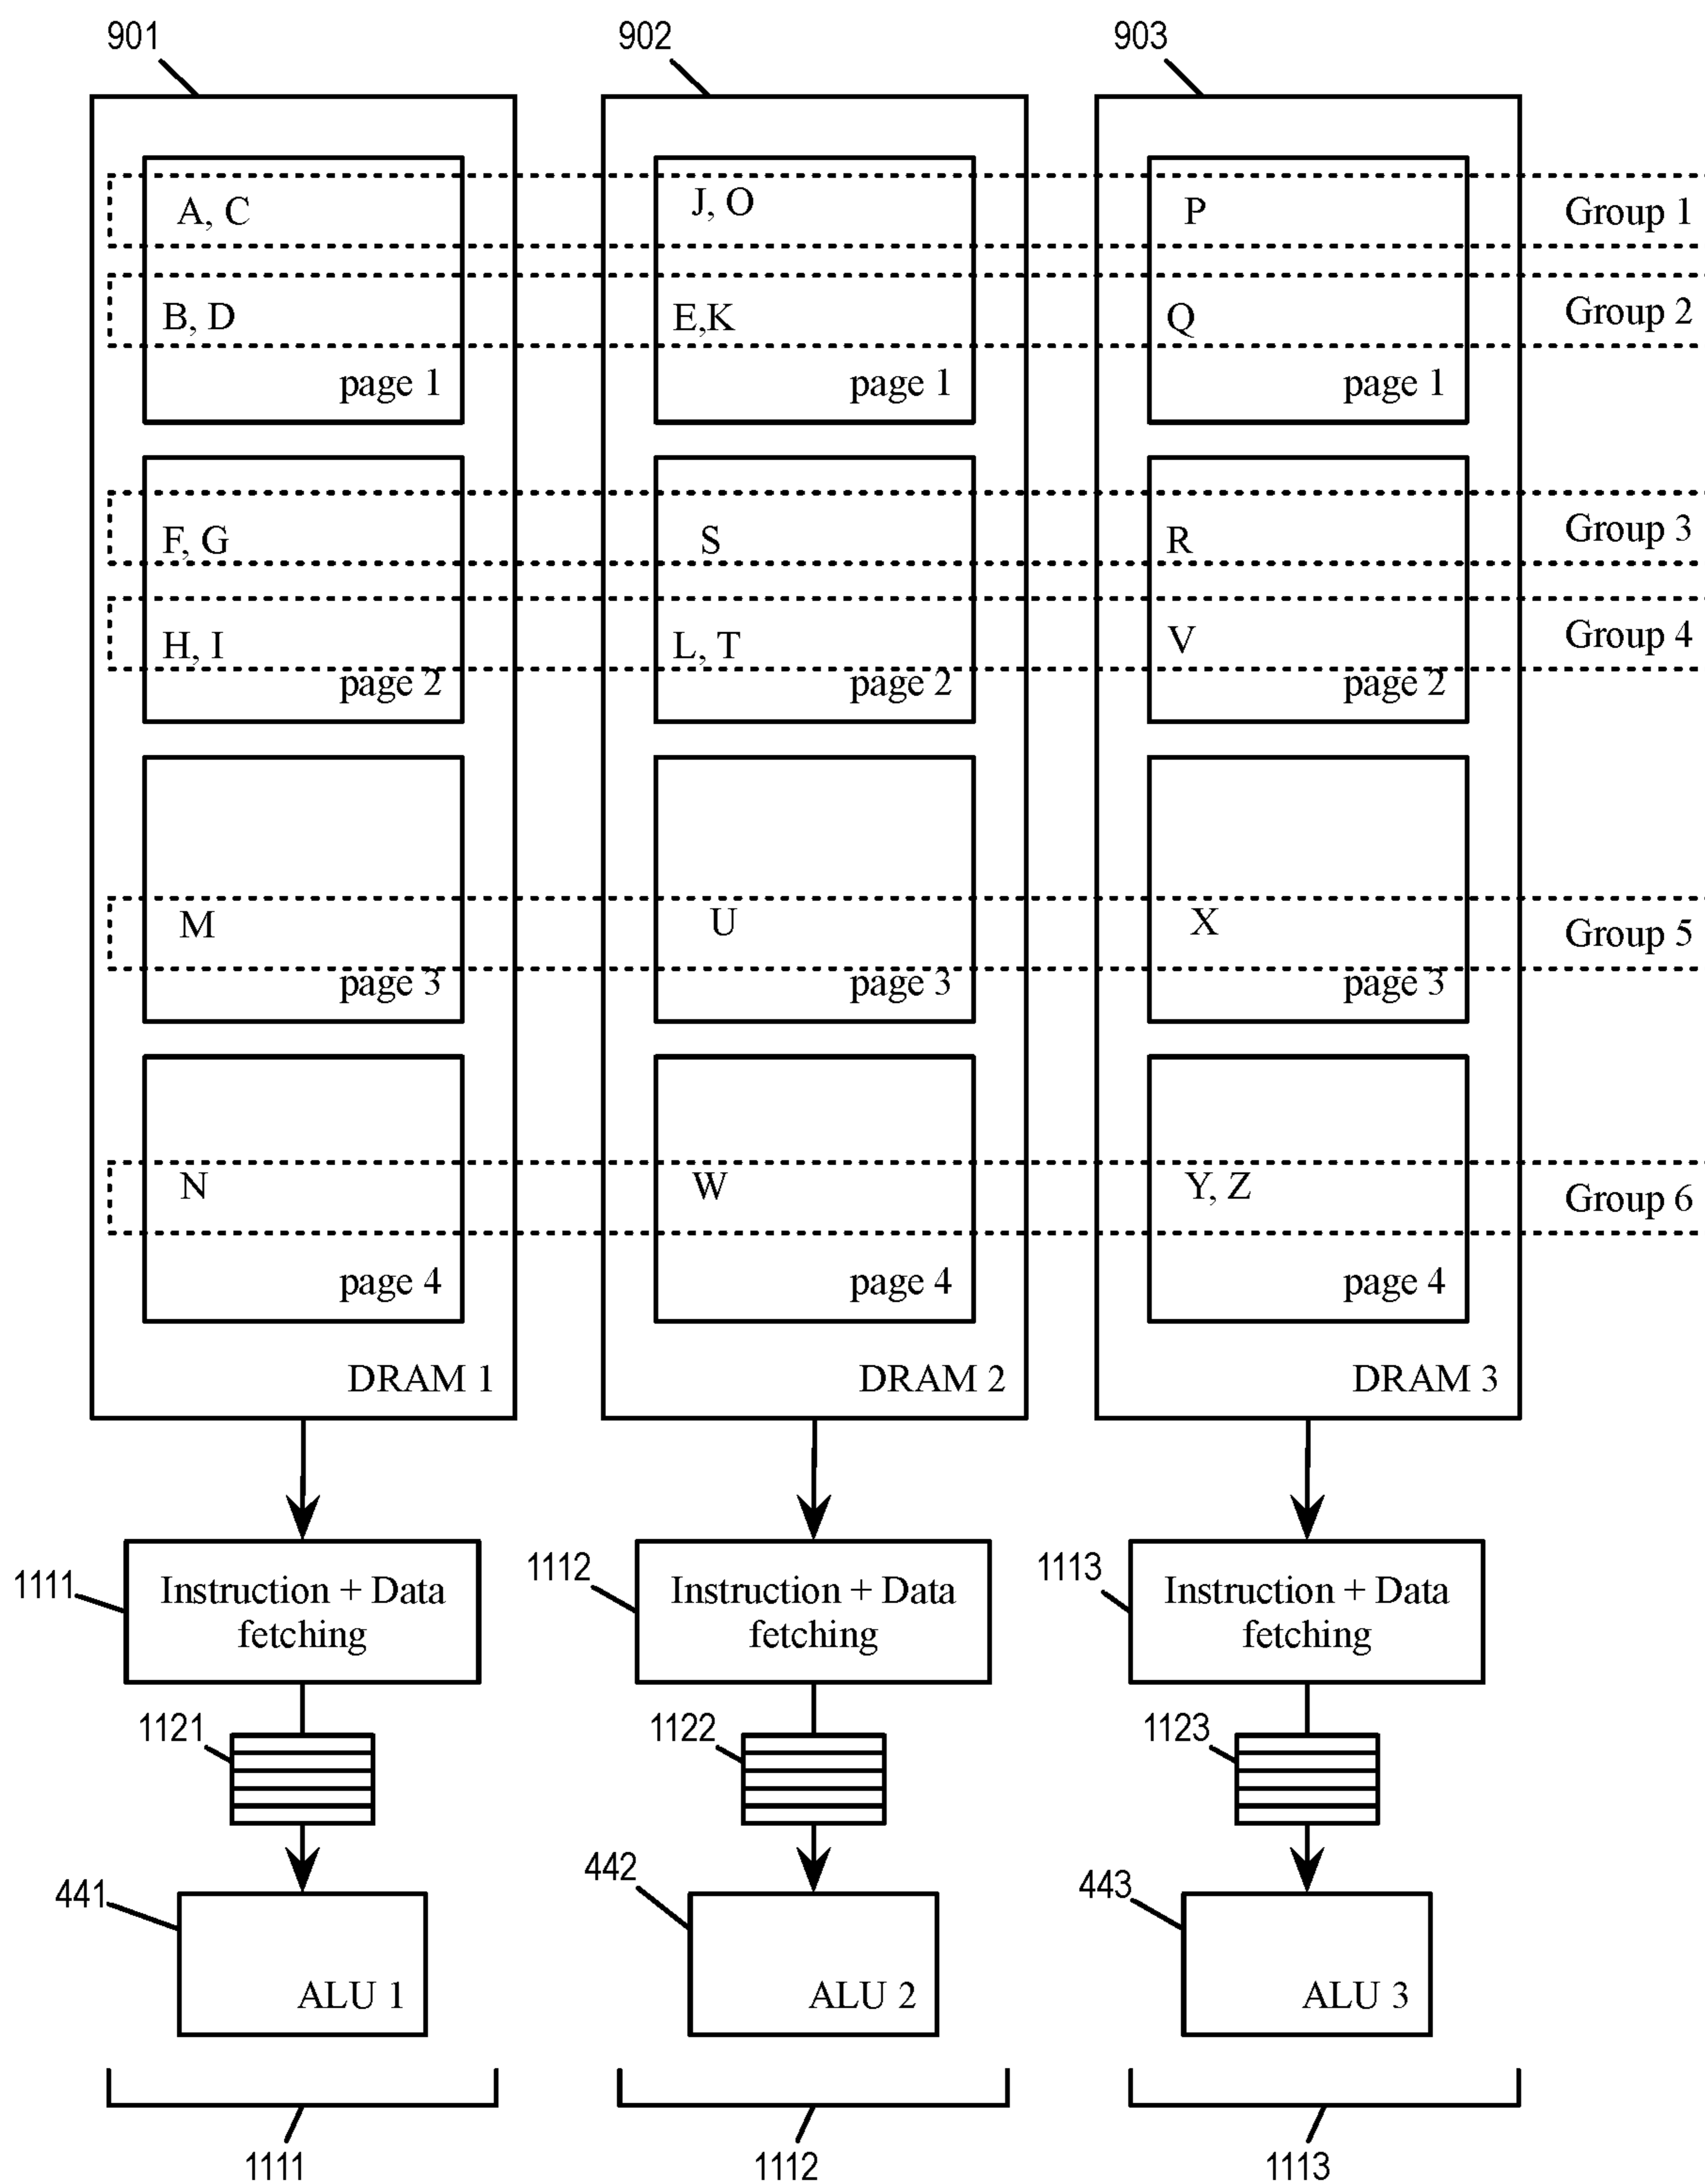 901 902 903
A, C J, O P Group 1
B, D E,K Q Group 2
page 1 page 1 page 1
F, G S R Group 3
H, I L, T V Group 4
page 2 page 2 page 2
M U X Group 5
page 3 page 3 page 3
N W Y, Z Group 6
page 4 page 4 page 4
DRAM 1 DRAM 2 DRAM 3
1111 Instruction + Data 1112 Instruction + Data 1113 Instruction + Data
fetching fetching fetching
1121 1122 1123
441 442 443
ALU 1 ALU 2 ALU 3
1111 1112 1113